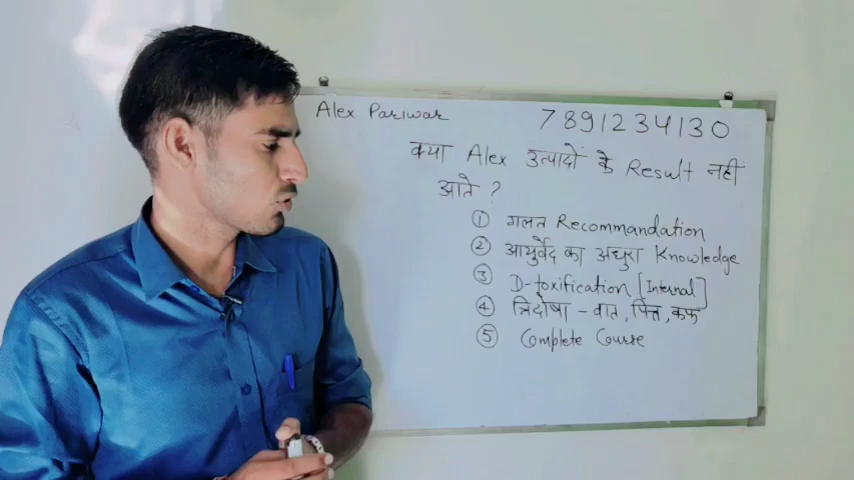 Alex Pariwar
7891234130
क्या Alex उत्पादों के Result नहीं
आते ?
① गलत Recommandation
② आयुर्वेद का अधुरा Knowledge
③ D-toxification [Internal]
④ त्रिदोषा - वात, पित्त, कफ
⑤ Complete Course